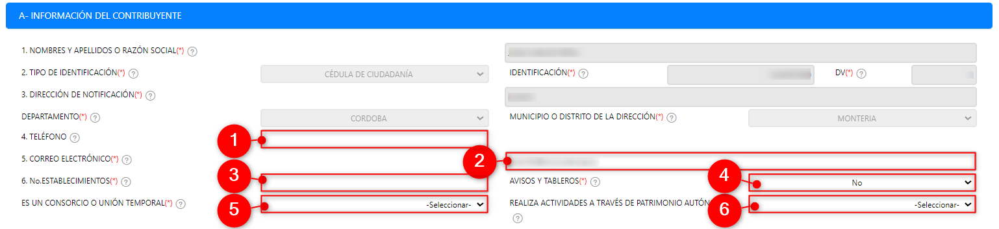 A- INFORMACIÓN DEL CONTRIBUYENTE
1. NOMBRES Y APELLIDOS O RAZÓN SOCIAL(*) ?
2. TIPO DE IDENTIFICACIÓN(*) ? CÉDULA DE CIUDADANÍA IDENTIFICACIÓN(*) ? DV(*) ?
3. DIRECCIÓN DE NOTIFICACIÓN(*) ?
DEPARTAMENTO(*) ? CORDOBA MUNICIPIO O DISTRITO DE LA DIRECCIÓN(*) ? MONTERIA
4. TELÉFONO ? 1
5. CORREO ELECTRÓNICO(*) ? 2
6. No.ESTABLECIMIENTOS(*) ? 3 AVISOS Y TABLEROS(*) ? 4 No
ES UN CONSORCIO O UNIÓN TEMPORAL(*) ? 5 -Seleccionar- REALIZA ACTIVIDADES A TRAVÉS DE PATRIMONIO AUTÓN 6 -Seleccionar-
?